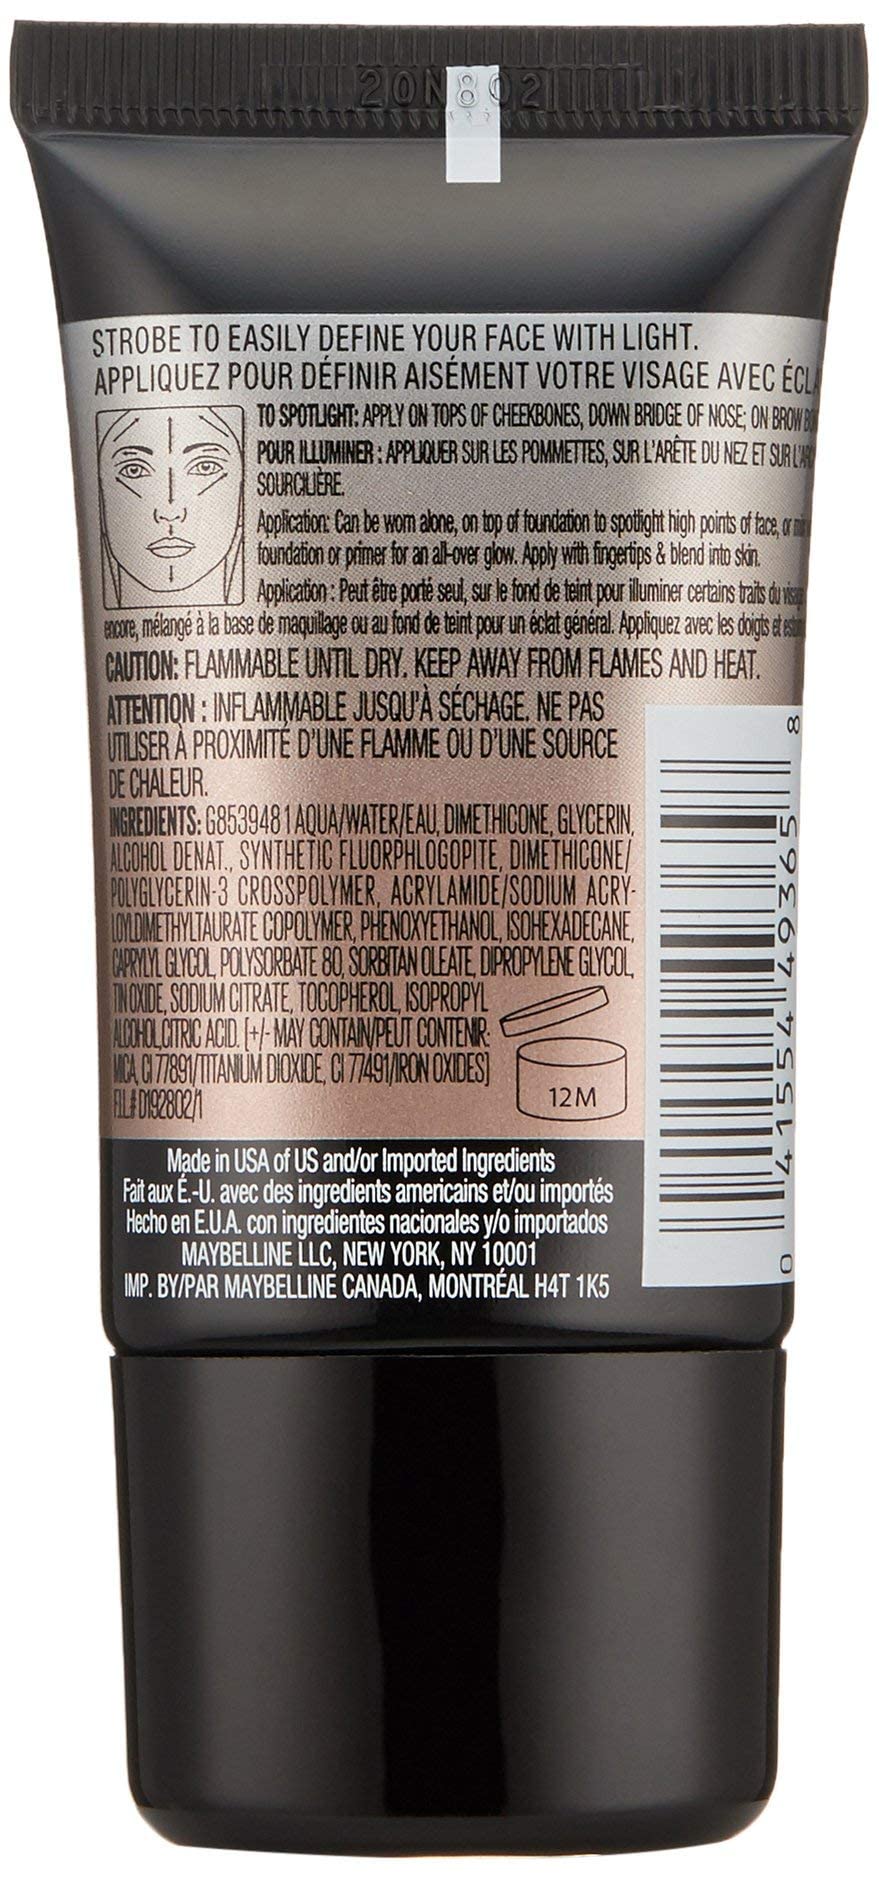 20N802
STROBE TO EASILY DEFINE YOUR FACE WITH LIGHT.
APPLIQUEZ POUR DÉFINIR AISÉMENT VOTRE VISAGE AVEC
TO SPOTLIGHT: APPLY ON TOPS OF CHEEKBONES, DOWN BRIDGE OF NOSE; ON BROW
POUR ILLUMINER : APPLIQUER SUR LES POMMETTES, SUR L'ARÊTE DU NEZ ET SUR
SOURCILIÈRE.
Application: Can be worn alone, on top of foundation to spotlight high points of face, or
foundation or primer for an all-over glow. Apply with fingertips & blend into skin.
Application : Peut être porté seul, sur le fond de teint pour illuminer certains traits du visage
encore, mélangé à la base de maquillage ou au fond de teint pour un éclat général. Appliquez avec les doigts et
CAUTION: FLAMMABLE UNTIL DRY. KEEP AWAY FROM FLAMES AND HEAT.
ATTENTION : INFLAMMABLE JUSQU'À SÉCHAGE. NE PAS
UTILISER À PROXIMITÉ D'UNE FLAMME OU D'UNE SOURCE
DE CHALEUR.
INGREDIENTS: G8539481 AQUA/WATER/EAU, DIMETHICONE, GLYCERIN,
ALCOHOL DENAT., SYNTHETIC FLUORPHLOGOPITE, DIMETHICONE/
POLYGLYCERIN-3 CROSSPOLYMER, ACRYLAMIDE/SODIUM ACRY-
LOYLDIMETHYLTAURATE COPOLYMER, PHENOXYETHANOL, ISOHEXADECANE,
CAPRYLYL GLYCOL, POLYSORBATE 80, SORBITAN OLEATE, DIPROPYLENE GLYCOL,
TIN OXIDE, SODIUM CITRATE, TOCOPHEROL, ISOPROPYL
ALCOHOL, CITRIC ACID. [+/- MAY CONTAIN/PEUT CONTENIR:
MICA, CI 77891/TITANIUM DIOXIDE, CI 77491/IRON OXIDES]
F.I.L.# D192802/1
12M
Made in USA of US and/or Imported Ingredients
Fait aux É.-U. avec des ingredients americains et/ou importés
Hecho en E.U.A. con ingredientes nacionales y/o importados
MAYBELLINE LLC, NEW YORK, NY 10001
IMP. BY/PAR MAYBELLINE CANADA, MONTRÉAL H4T 1K5
0 41554 49365 8